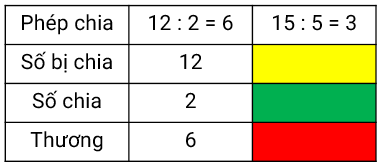 Phép chia 12 : 2 = 6 15 : 5 = 3
Số bị chia 12
Số chia 2
Thương 6